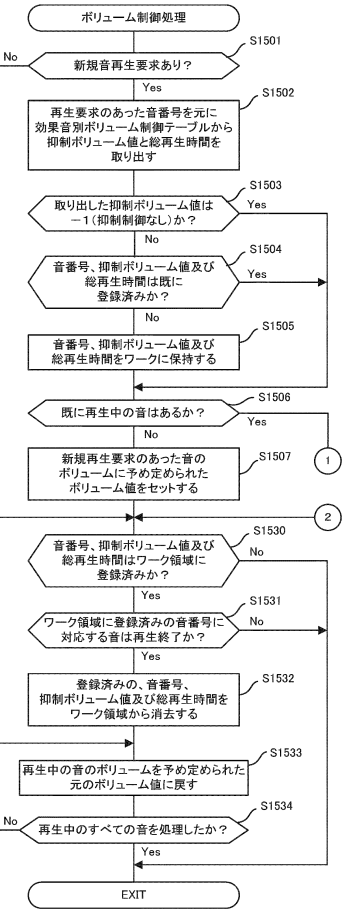 ボリューム制御処理
S1501
No
新規音再生要求あり?
Yes
S1502
再生要求のあった音番号を元に
効果音別ボリューム制御テーブルから
抑制ボリューム値と総再生時間を
取り出す
S1503
取り出した抑制ボリューム値は
−1(抑制制御なし)か?
Yes
No
S1504
音番号、抑制ボリューム値及び
総再生時間は既に
登録済みか?
Yes
No
S1505
音番号、抑制ボリューム値及び
総再生時間をワークに保持する
S1506
既に再生中の音はあるか?
Yes
No
1
S1507
新規再生要求のあった音の
ボリュームに予め定められた
ボリューム値をセットする
2
S1530
音番号、抑制ボリューム値及び
総再生時間はワーク領域に
登録済みか?
No
Yes
S1531
ワーク領域に登録済みの音番号に
対応する音は再生終了か?
No
Yes
S1532
登録済みの、音番号、
抑制ボリューム値及び総再生時間を
ワーク領域から消去する
S1533
再生中の音のボリュームを予め定められた
元のボリューム値に戻す
S1534
No
再生中のすべての音を処理したか?
Yes
EXIT